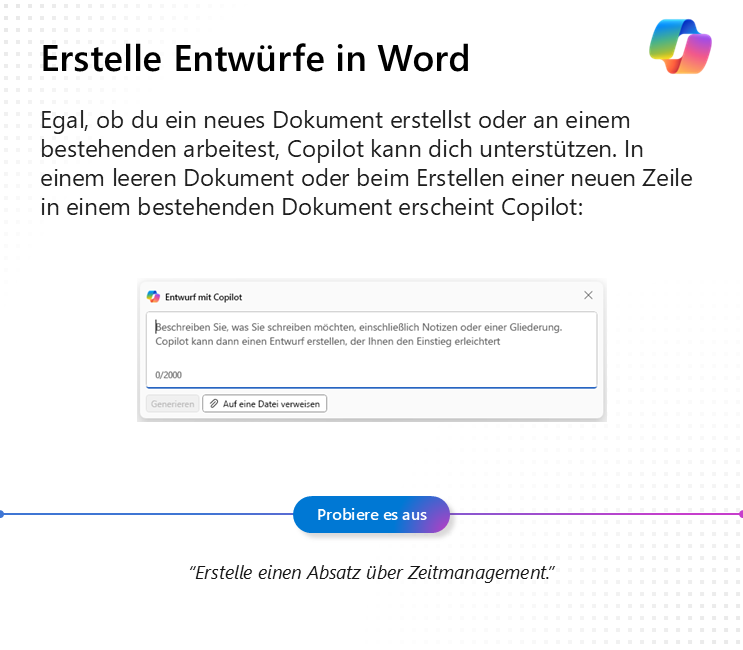 Erstelle Entwürfe in Word
Egal, ob du ein neues Dokument erstellst oder an einem
bestehenden arbeitest, Copilot kann dich unterstützen. In
einem leeren Dokument oder beim Erstellen einer neuen Zeile
in einem bestehenden Dokument erscheint Copilot:
Entwurf mit Copilot
Beschreiben Sie, was Sie schreiben möchten, einschließlich Notizen oder einer Gliederung.
Copilot kann dann einen Entwurf erstellen, der Ihnen den Einstieg erleichtert
0/2000
Generieren
Auf eine Datei verweisen
Probiere es aus
“Erstelle einen Absatz über Zeitmanagement.”